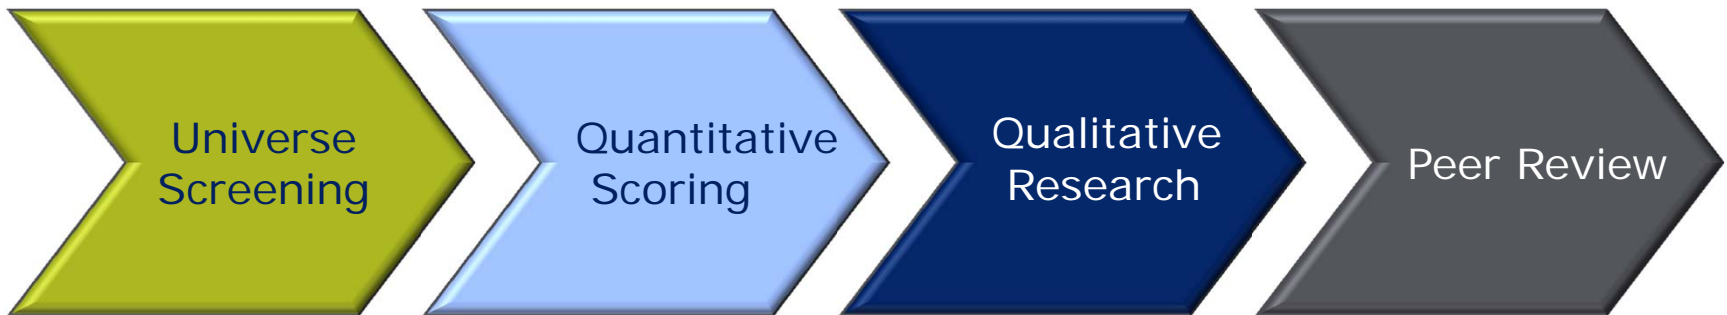 Universe
Screening
Quantitative
Scoring
Qualitative
Research
Peer Review